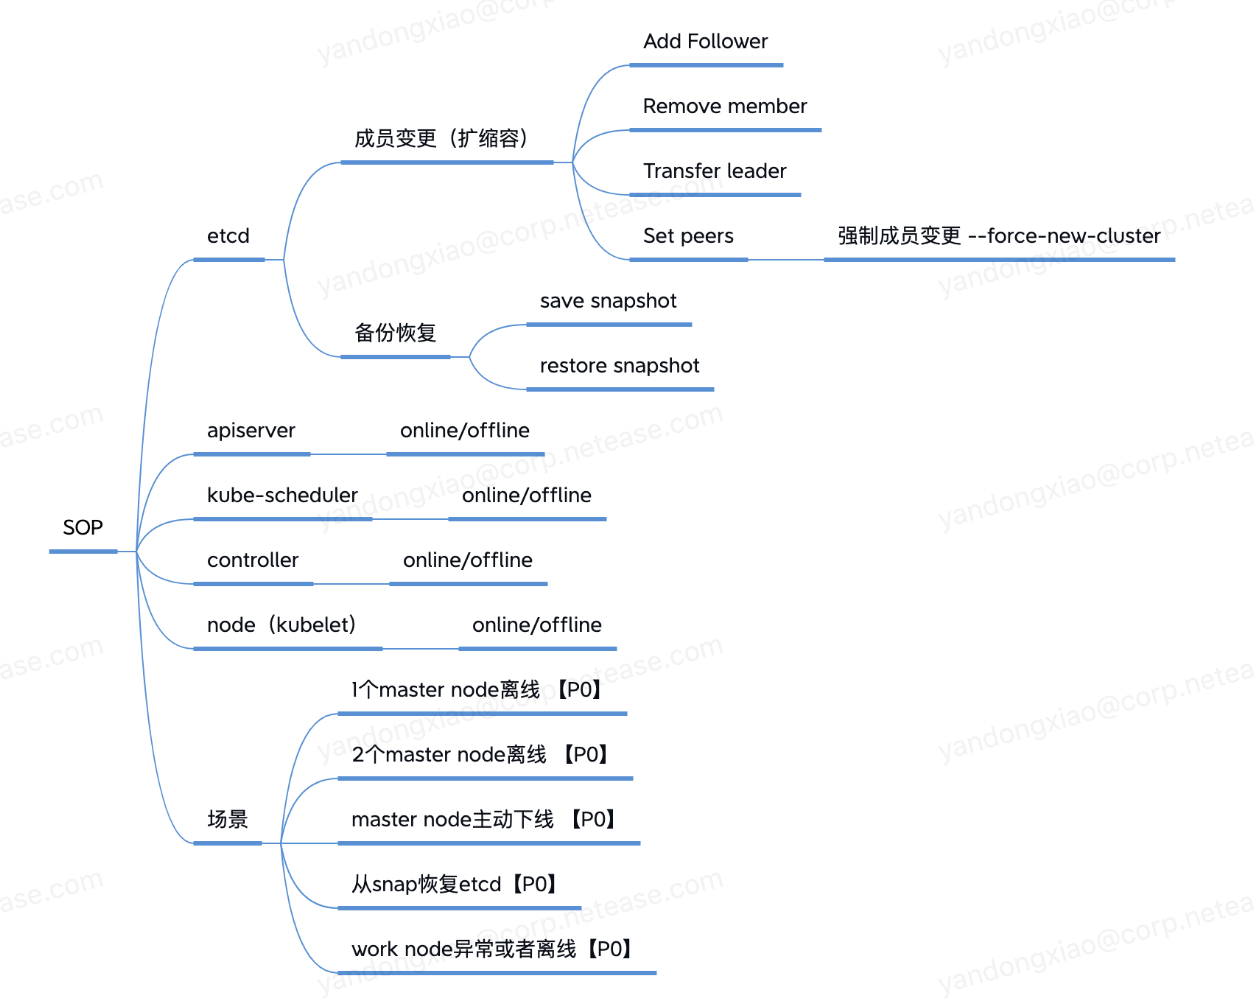 Add Follower
Remove member
成员变更（扩缩容）
Transfer leader
Set peers
强制成员变更 --force-new-cluster
etcd
save snapshot
备份恢复
restore snapshot
apiserver
online/offline
kube-scheduler
online/offline
SOP
controller
online/offline
node（kubelet）
online/offline
1个master node离线 【P0】
2个master node离线 【P0】
场景
master node主动下线 【P0】
从snap恢复etcd【P0】
work node异常或者离线【P0】
yandongxiao@corp.netease.com